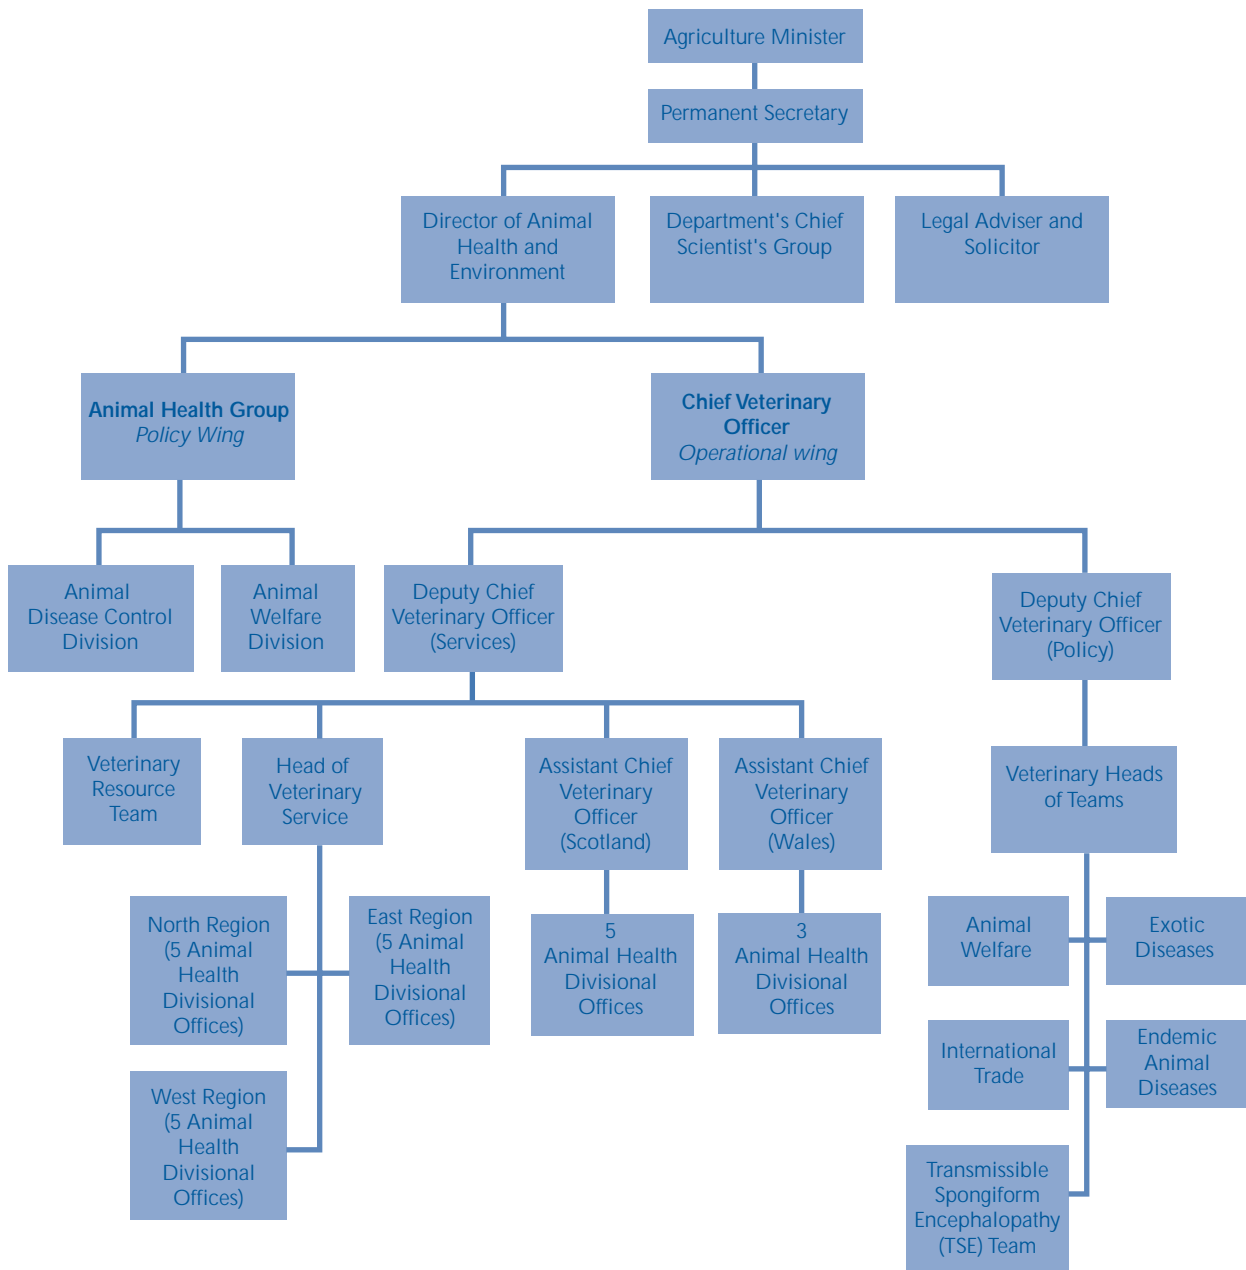 Agriculture Minister
Permanent Secretary
Director of Animal
Health and
Environment
Department's Chief
Scientist's Group
Legal Adviser and
Solicitor
Animal Health Group
Policy Wing
Chief Veterinary
Officer
Operational wing
Animal
Disease Control
Division
Animal
Welfare
Division
Deputy Chief
Veterinary Officer
(Services)
Deputy Chief
Veterinary Officer
(Policy)
Veterinary
Resource
Team
Head of
Veterinary
Service
Assistant Chief
Veterinary
Officer
(Scotland)
Assistant Chief
Veterinary
Officer
(Wales)
Veterinary Heads
of Teams
North Region
(5 Animal
Health
Divisional
Offices)
East Region
(5 Animal
Health
Divisional
Offices)
5
Animal Health
Divisional
Offices
3
Animal Health
Divisional
Offices
Animal
Welfare
Exotic
Diseases
International
Trade
Endemic
Animal
Diseases
West Region
(5 Animal
Health
Divisional
Offices)
Transmissible
Spongiform
Encephalopathy
(TSE) Team